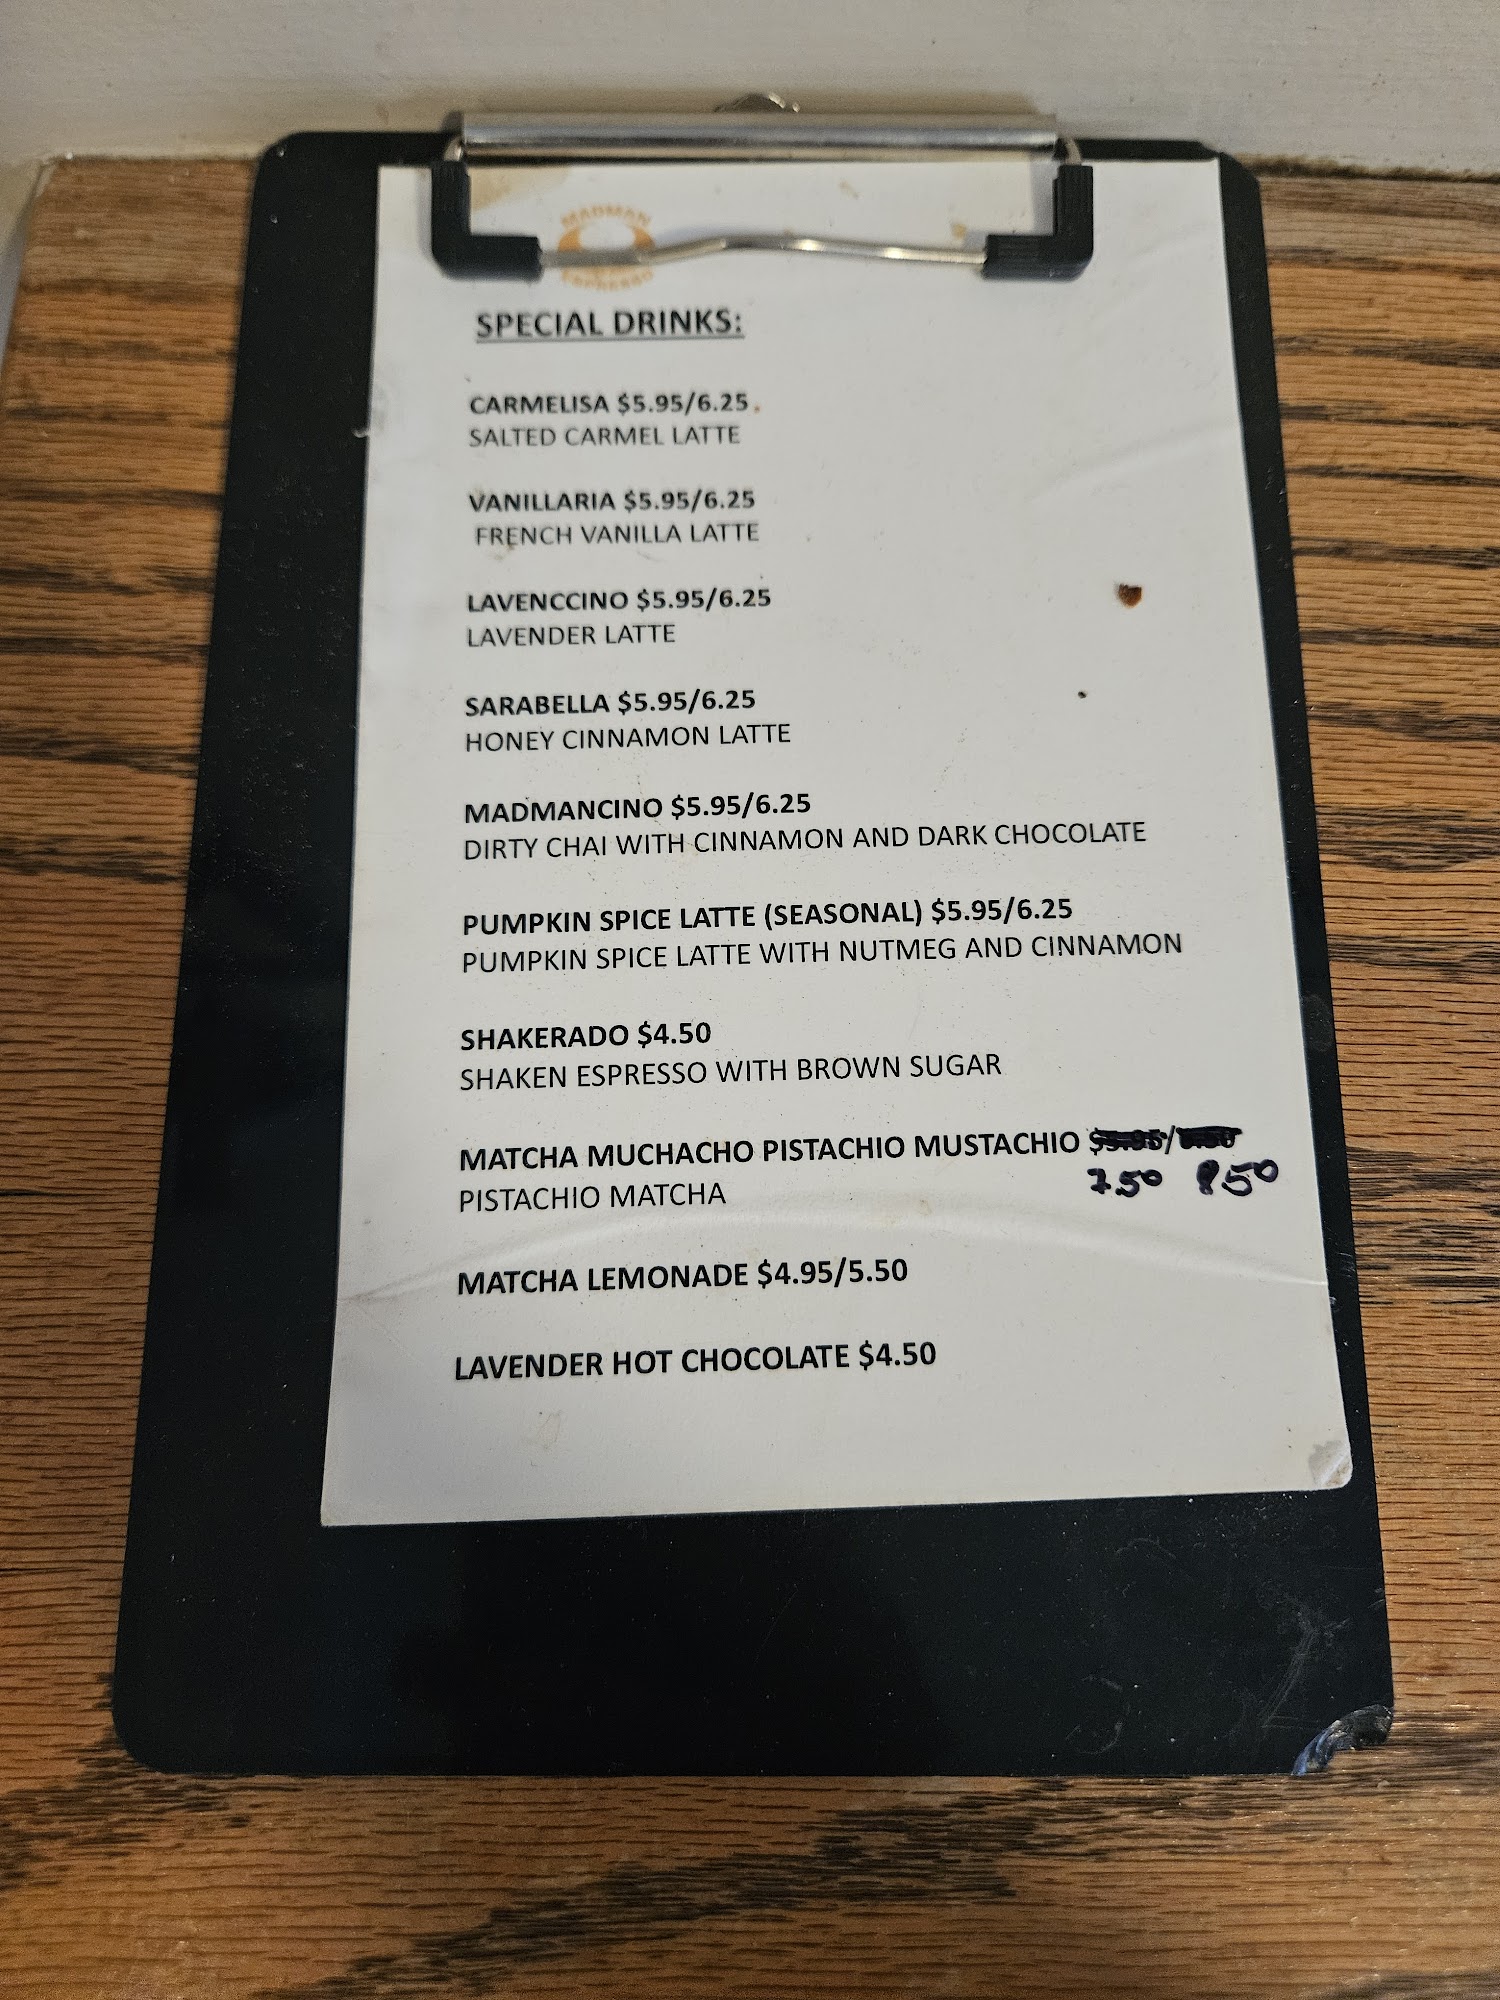 MADMAN
ESPRESSO
SPECIAL DRINKS:
CARMELISA $5.95/6.25
SALTED CARMEL LATTE
VANILLARIA $5.95/6.25
FRENCH VANILLA LATTE
LAVENCCINO $5.95/6.25
LAVENDER LATTE
SARABELLA $5.95/6.25
HONEY CINNAMON LATTE
MADMANCINO $5.95/6.25
DIRTY CHAI WITH CINNAMON AND DARK CHOCOLATE
PUMPKIN SPICE LATTE (SEASONAL) $5.95/6.25
PUMPKIN SPICE LATTE WITH NUTMEG AND CINNAMON
SHAKERADO $4.50
SHAKEN ESPRESSO WITH BROWN SUGAR
MATCHA MUCHACHO PISTACHIO MUSTACHIO $5.95/
7.50 8.50
PISTACHIO MATCHA
MATCHA LEMONADE $4.95/5.50
LAVENDER HOT CHOCOLATE $4.50